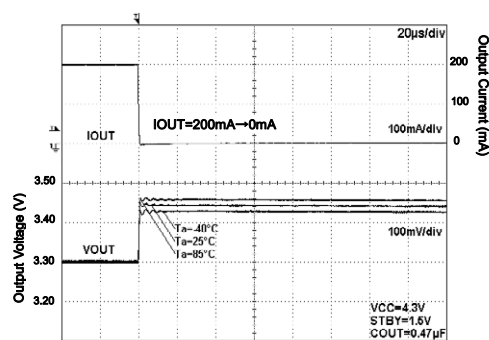 20μs/div
Output Current (mA)
200
100
0
IOUT
IOUT=200mA→0mA
100mA/div
Output Voltage (V)
3.50
3.40
3.30
3.20
VOUT
Ta=-40°C
Ta=25°C
Ta=85°C
100mV/div
VCC=4.3V
STBY=1.5V
COUT=0.47μF